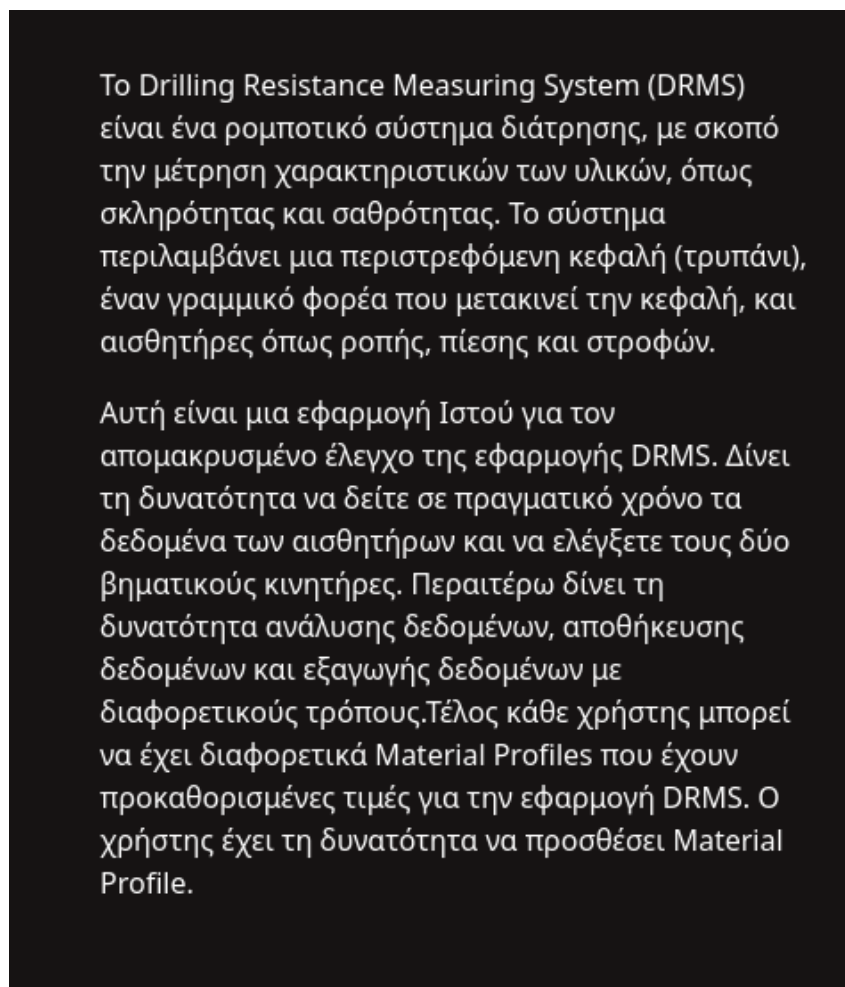 Το Drilling Resistance Measuring System (DRMS)
είναι ένα ρομποτικό σύστημα διάτρησης, με σκοπό
την μέτρηση χαρακτηριστικών των υλικών, όπως
σκληρότητας και σαθρότητας. Το σύστημα
περιλαμβάνει μια περιστρεφόμενη κεφαλή (τρυπάνι),
έναν γραμμικό φορέα που μετακινεί την κεφαλή, και
αισθητήρες όπως ροπής, πίεσης και στροφών.
Αυτή είναι μια εφαρμογή Ιστού για τον
απομακρυσμένο έλεγχο της εφαρμογής DRMS. Δίνει
τη δυνατότητα να δείτε σε πραγματικό χρόνο τα
δεδομένα των αισθητήρων και να ελέγξετε τους δύο
βηματικούς κινητήρες. Περαιτέρω δίνει τη
δυνατότητα ανάλυσης δεδομένων, αποθήκευσης
δεδομένων και εξαγωγής δεδομένων με
διαφορετικούς τρόπους.Τέλος κάθε χρήστης μπορεί
να έχει διαφορετικά Material Profiles που έχουν
προκαθορισμένες τιμές για την εφαρμογή DRMS. Ο
χρήστης έχει τη δυνατότητα να προσθέσει Material
Profile.